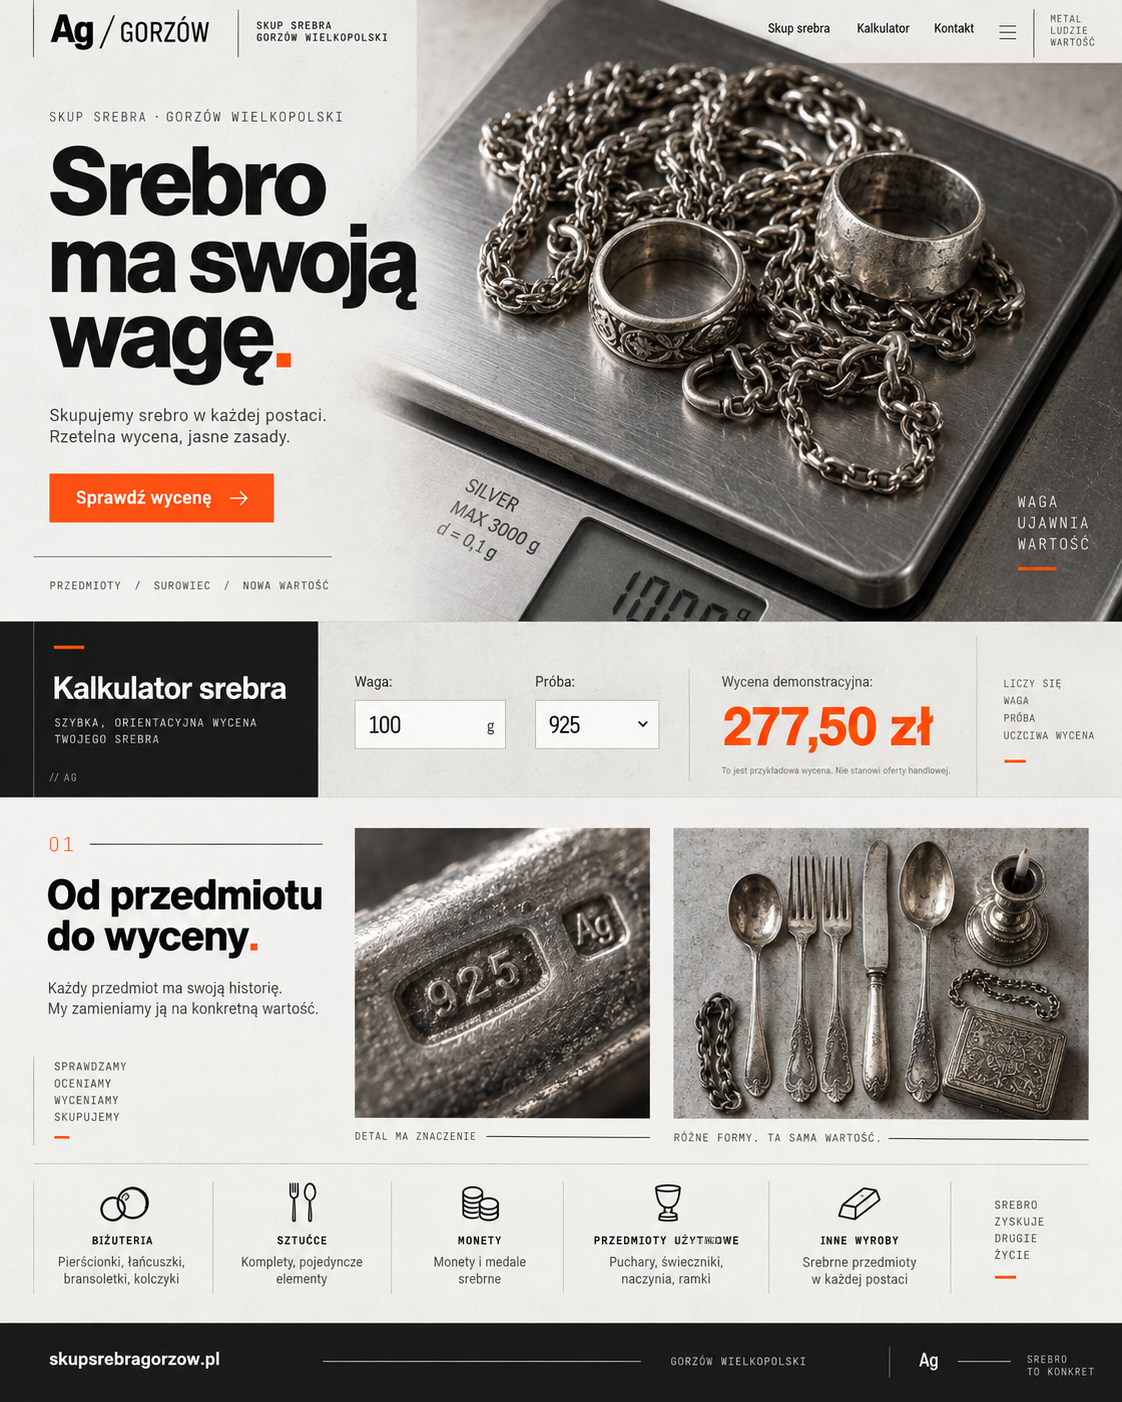 Ag / GORZÓW
SKUP SREBRA
GORZÓW WIELKOPOLSKI
Skup srebra
Kalkulator
Kontakt
METAL
LUDZIE
WARTOŚĆ
SKUP SREBRA · GORZÓW WIELKOPOLSKI
Srebro
ma swoją
wagę.
Skupujemy srebro w każdej postaci.
Rzetelna wycena, jasne zasady.
Sprawdź wycenę →
PRZEDMIOTY / SUROWIEC / NOWA WARTOŚĆ
SILVER
MAX 3000 g
d = 0,1 g
g
WAGA
UJAWNIA
WARTOŚĆ
Kalkulator srebra
SZYBKA, ORIENTACYJNA WYCENA
TWOJEGO SREBRA
// AG
Waga:
100 g
Próba:
925
Wycena demonstracyjna:
277,50 zł
To jest przykładowa wycena. Nie stanowi oferty handlowej.
LICZY SIĘ
WAGA
PRÓBA
UCZCIWA WYCENA
01
Od przedmiotu
do wyceny.
Każdy przedmiot ma swoją historię.
My zamieniamy ją na konkretną wartość.
SPRAWDZAMY
OCENIAMY
WYCENIAMY
SKUPUJEMY
925
Ag
DETAL MA ZNACZENIE
RÓŻNE FORMY. TA SAMA WARTOŚĆ.
BIŻUTERIA
Pierścionki, łańcuszki,
bransoletki, kolczyki
SZTUĆCE
Komplety, pojedyncze
elementy
MONETY
Monety i medale
srebrne
PRZEDMIOTY
Puchary, świeczniki,
naczynia, ramki
INNE WYROBY
Srebrne przedmioty
w każdej postaci
SREBRO
ZYSKUJE
DRUGIE
ŻYCIE
skupsrebragorzow.pl
GORZÓW WIELKOPOLSKI
Ag
SREBRO
TO KONKRET